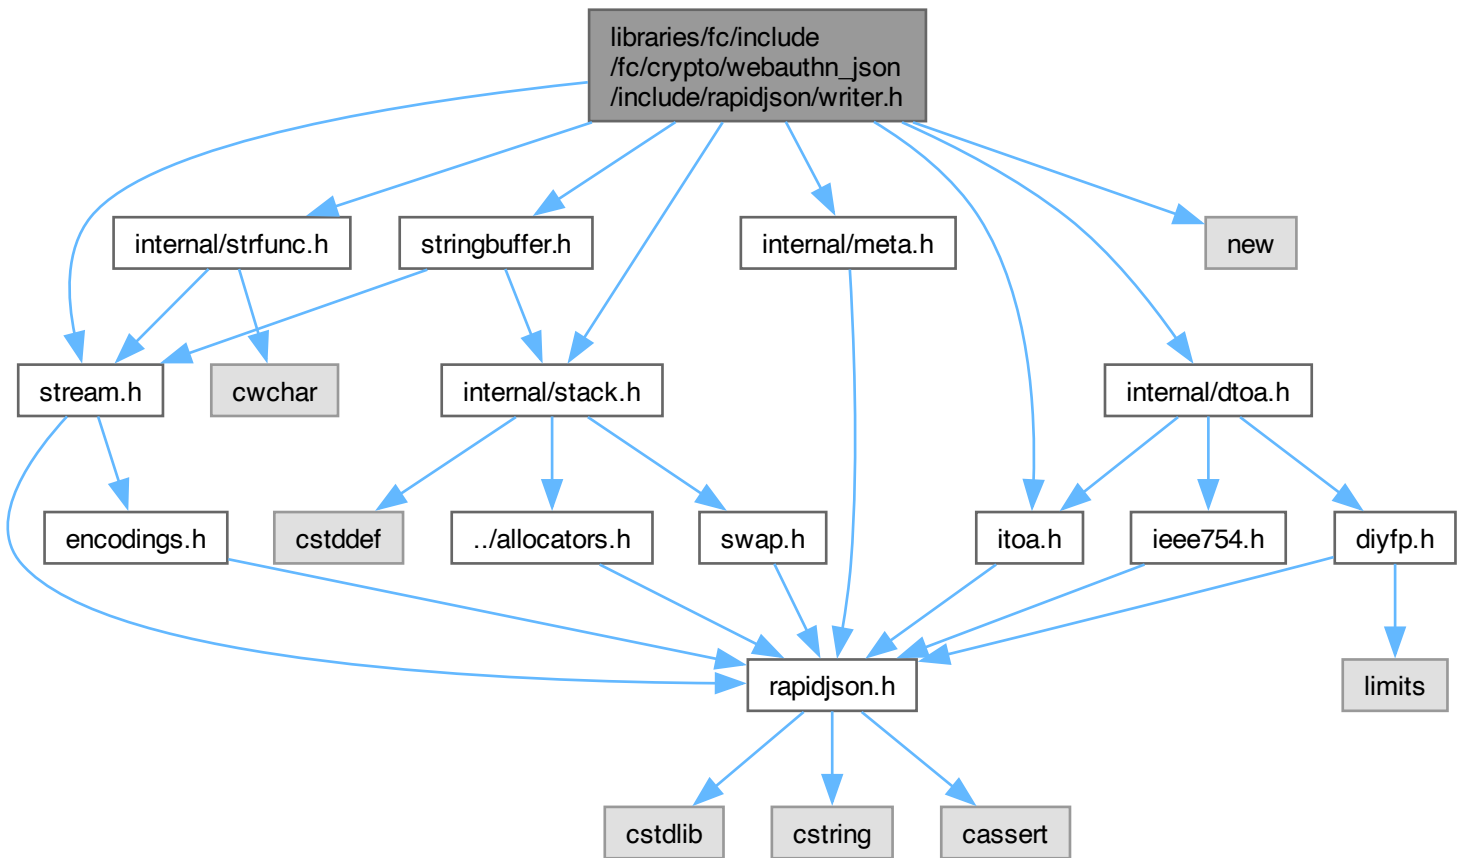 libraries/fc/include
/fc/crypto/webauthn_json
/include/rapidjson/writer.h
internal/strfunc.h
stringbuffer.h
internal/meta.h
new
stream.h
cwchar
internal/stack.h
internal/dtoa.h
encodings.h
cstddef
../allocators.h
swap.h
itoa.h
ieee754.h
diyfp.h
rapidjson.h
limits
cstdlib
cstring
cassert